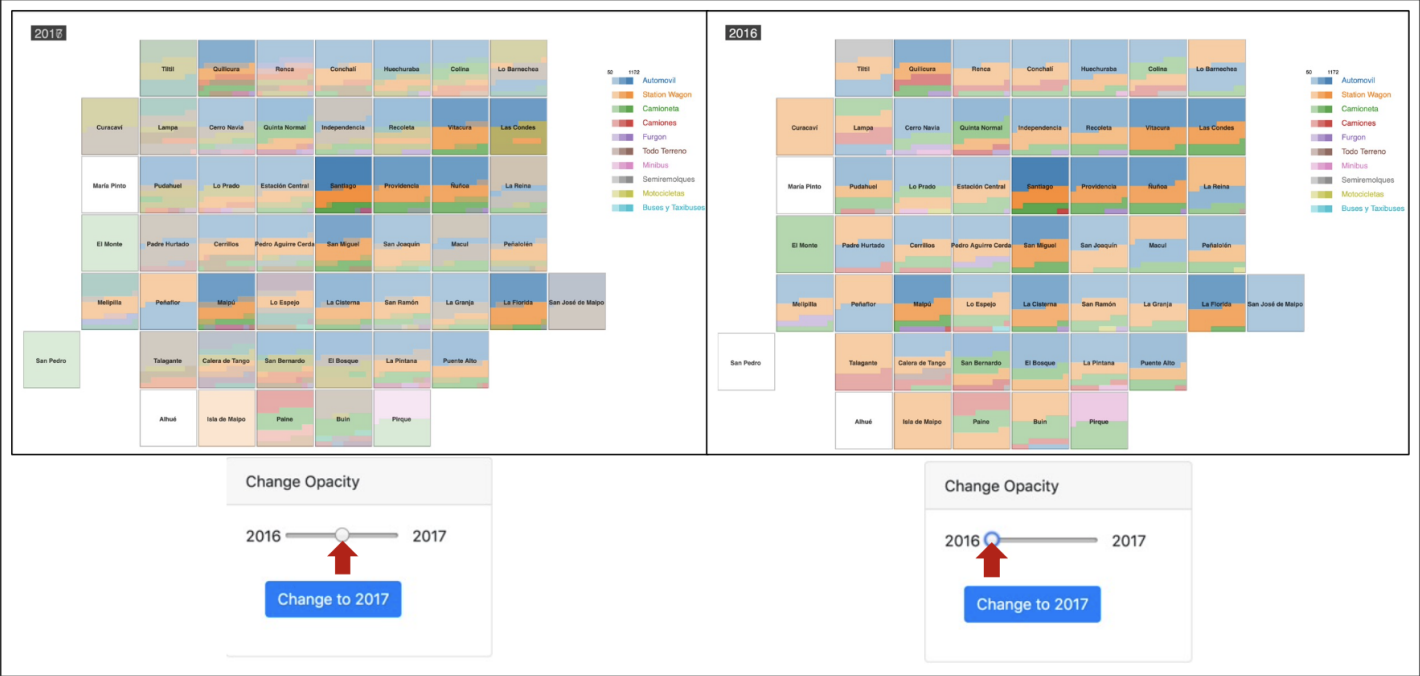 2016
50 1172
Tiltil Quilicura Renca Conchalí Huechuraba Colina Lo Barnechea
Automovil
Station Wagon
Camioneta
Camiones
Furgon
Todo Terreno
Minibus
Semiremolques
Motocicletas
Buses y Taxibuses
Curacaví Lampa Cerro Navia Quinta Normal Independencia Recoleta Vitacura Las Condes
María Pinto Pudahuel Lo Prado Estación Central Santiago Providencia Ñuñoa La Reina
El Monte Padre Hurtado Cerrillos Pedro Aguirre Cerda San Miguel San Joaquín Macul Peñalolén
Melipilla Peñaflor Maipú Lo Espejo La Cisterna San Ramón La Granja La Florida San José de Maipo
San Pedro Talagante Calera de Tango San Bernardo El Bosque La Pintana Puente Alto
Alhué Isla de Maipo Paine Buin Pirque
Change Opacity
2016 2017
Change to 2017
50 1172
Tiltil Quilicura Renca Conchalí Huechuraba Colina Lo Barnechea
Automovil
Station Wagon
Camioneta
Camiones
Furgon
Todo Terreno
Minibus
Semiremolques
Motocicletas
Buses y Taxibuses
Curacaví Lampa Cerro Navia Quinta Normal Independencia Recoleta Vitacura Las Condes
María Pinto Pudahuel Lo Prado Estación Central Santiago Providencia Ñuñoa La Reina
El Monte Padre Hurtado Cerrillos Pedro Aguirre Cerda San Miguel San Joaquín Macul Peñalolén
Melipilla Peñaflor Maipú Lo Espejo La Cisterna San Ramón La Granja La Florida San José de Maipo
San Pedro Talagante Calera de Tango San Bernardo El Bosque La Pintana Puente Alto
Alhué Isla de Maipo Paine Buin Pirque
Change Opacity
2016 2017
Change to 2017